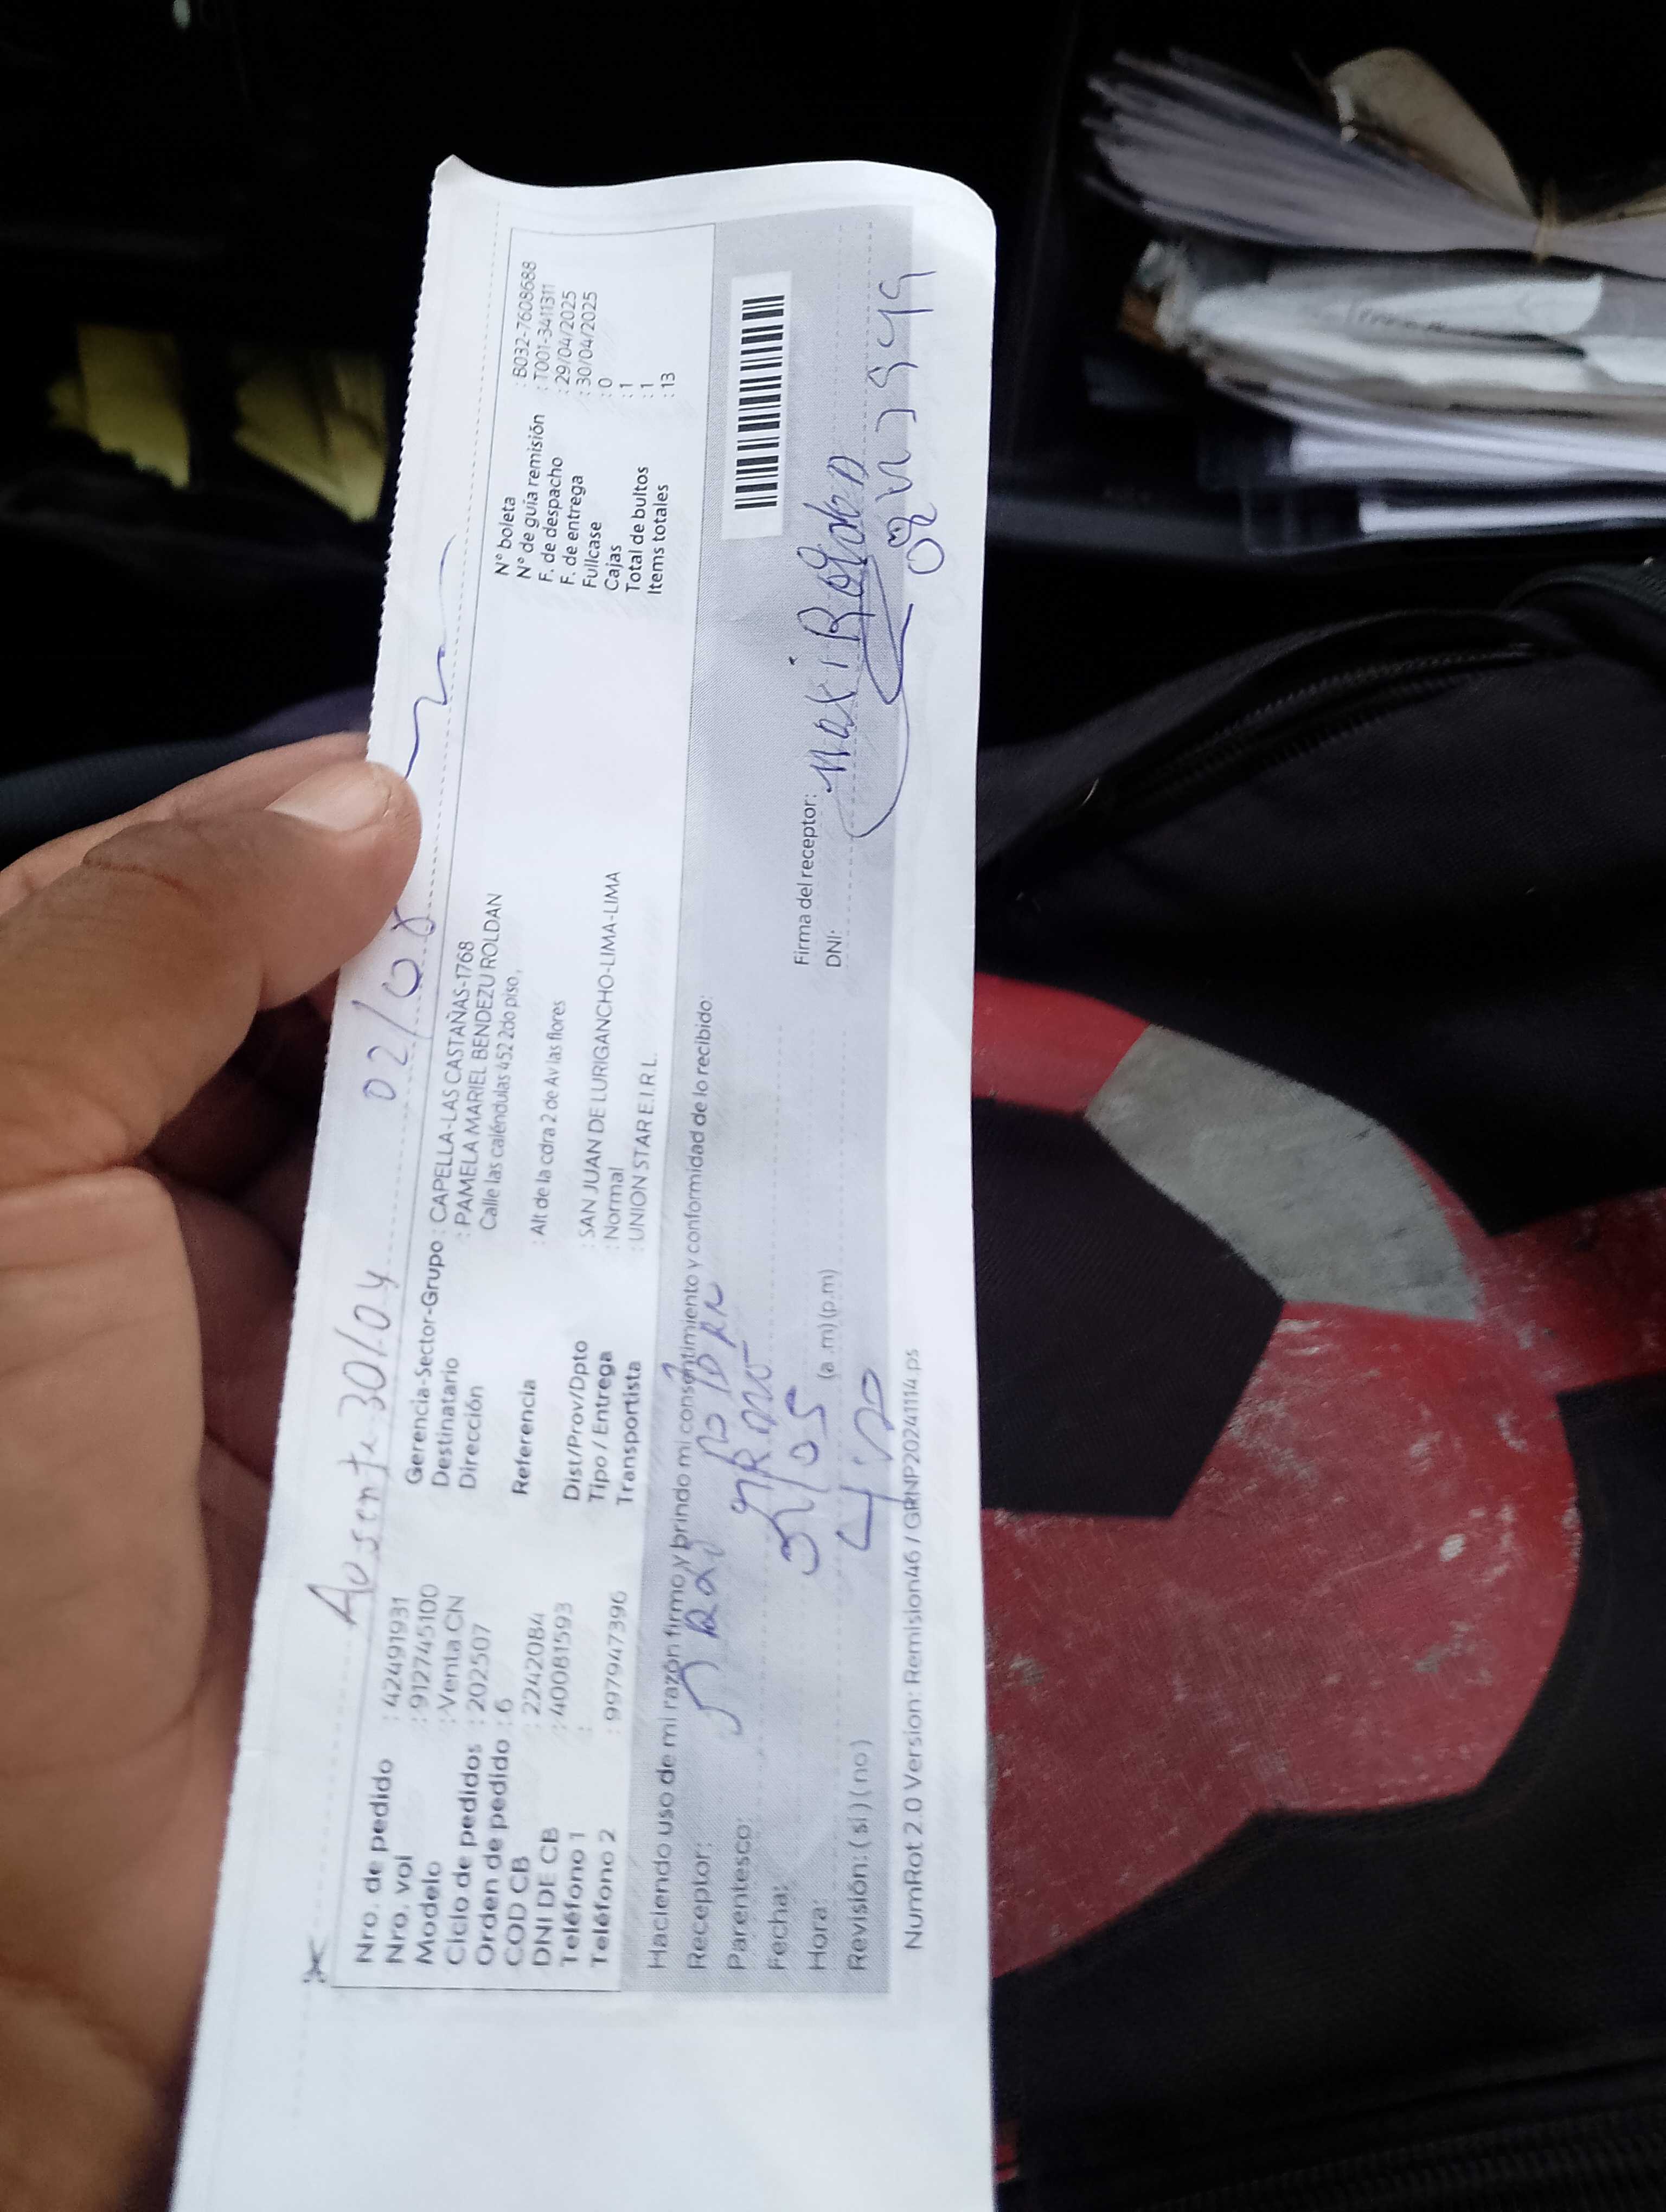 Ausente 30/04 02/05
Nro. de pedido : 42491931
Nro. vol : 912745100
Modelo : Venta CN
Ciclo de pedidos : 202507
Orden de pedido : 6
COD CB : 2242084
DNI DE CB : 40081593
Teléfono 1 :
Teléfono 2 : 997947396
Gerencia-Sector-Grupo : CAPELLA-LAS CASTAÑAS-1768
Destinatario : PAMELA MARIEL BENDEZU ROLDAN
Dirección Calle las caléndulas 452 2do piso,
Referencia : Alt de la cdra 2 de Av las flores
Dist/Prov/Dpto : SAN JUAN DE LURIGANCHO-LIMA-LIMA
Tipo / Entrega : Normal
Transportista : UNION STAR E.I.R.L.
N° boleta : B032-7608688
N° de guía remisión : T001-3411311
F. de despacho : 29/04/2025
F. de entrega : 30/04/2025
Fullcase : 0
Cajas : 1
Total de bultos : 1
Items totales : 13
Haciendo uso de mi razón firmo y brindo mi consentimiento y conformidad de lo recibido:
Receptor:
Parentesco:
Fecha: /05
Hora: (a.m) (p.m)
Revisión: ( si ) ( no )
Firma del receptor:
DNI:
NumRot 2.0 Version: Remision46 / GRNP20241114.ps